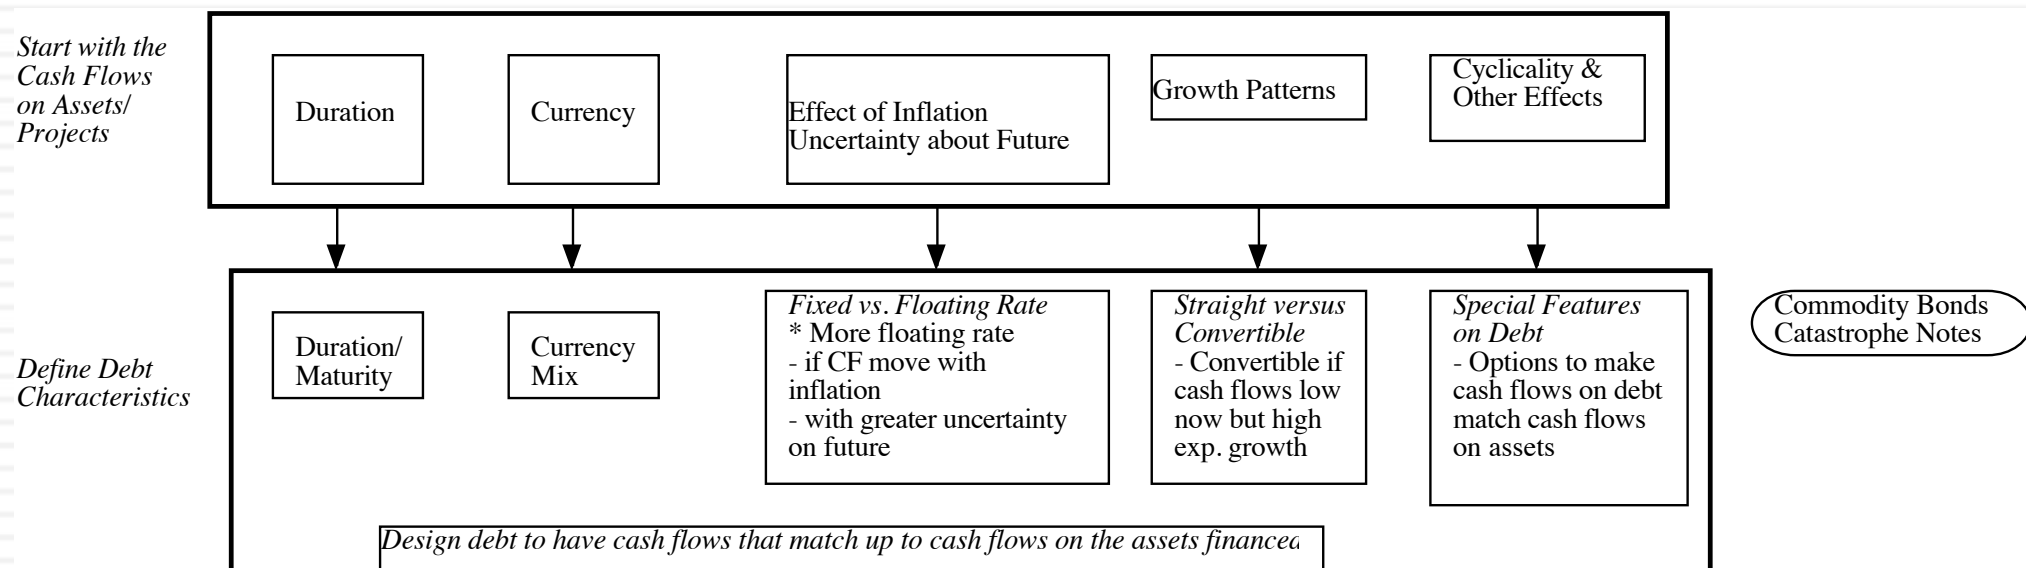 Start with the
Cash Flows
on Assets/
Projects
Duration
Currency
Effect of Inflation
Uncertainty about Future
Growth Patterns
Cyclicality &
Other Effects
Define Debt
Characteristics
Duration/
Maturity
Currency
Mix
Fixed vs. Floating Rate
* More floating rate
- if CF move with
inflation
- with greater uncertainty
on future
Straight versus
Convertible
- Convertible if
cash flows low
now but high
exp. growth
Special Features
on Debt
- Options to make
cash flows on debt
match cash flows
on assets
Commodity Bonds
Catastrophe Notes
Design debt to have cash flows that match up to cash flows on the assets financed